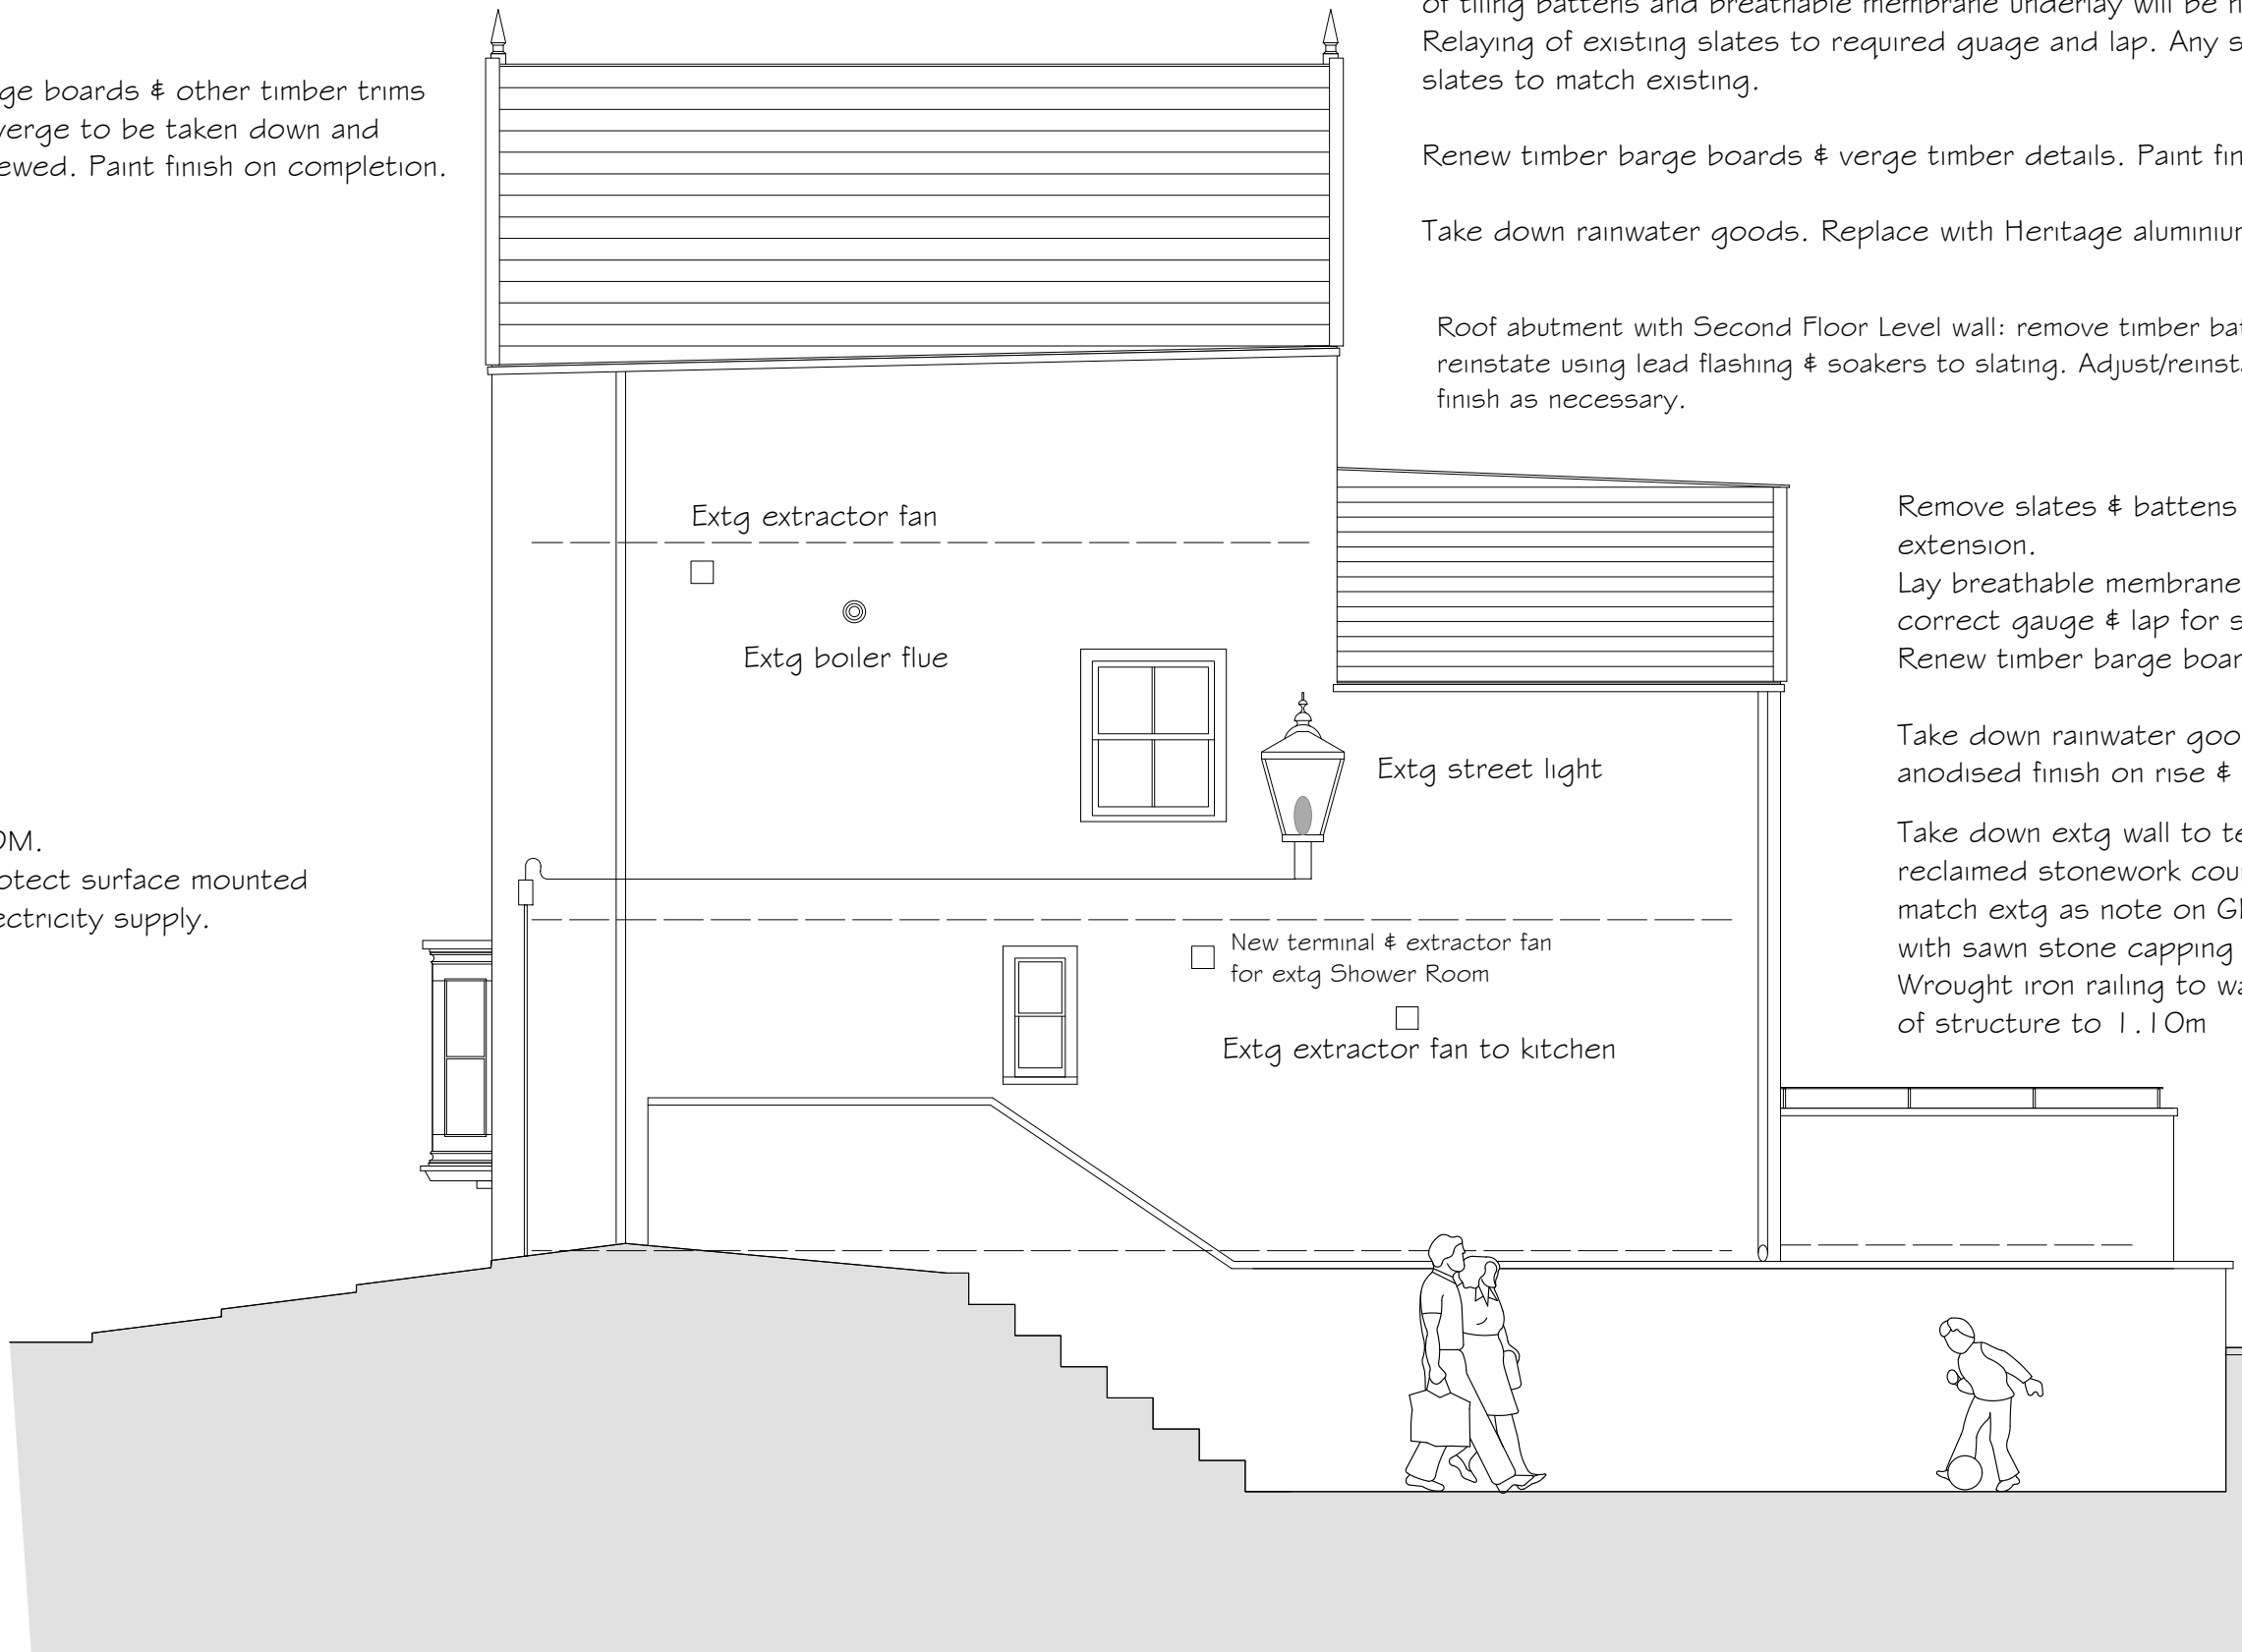 ge boards & other timber trims
verge to be taken down and
ewed. Paint finish on completion.
of tiling battens and breathable membrane underlay will be
Relaying of existing slates to required guage and lap. Any
slates to match existing.
Renew timber barge boards & verge timber details. Paint
Take down rainwater goods. Replace with Heritage
Roof abutment with Second Floor Level wall: remove timber
reinstate using lead flashing & soakers to slating.
finish as necessary.
Extg extractor fan
Extg boiler flue
Remove slates & battens
extension.
Lay breathable membrane
correct gauge & lap for
Renew timber barge
Extg street light
Take down rainwater
anodised finish on rise &
OM.
otect surface mounted
ectricity supply.
Take down extg wall to
reclaimed stonework
match extg as note on
with sawn stone capping
Wrought iron railing to
of structure to 1.10m
New terminal & extractor fan
for extg Shower Room
Extg extractor fan to kitchen